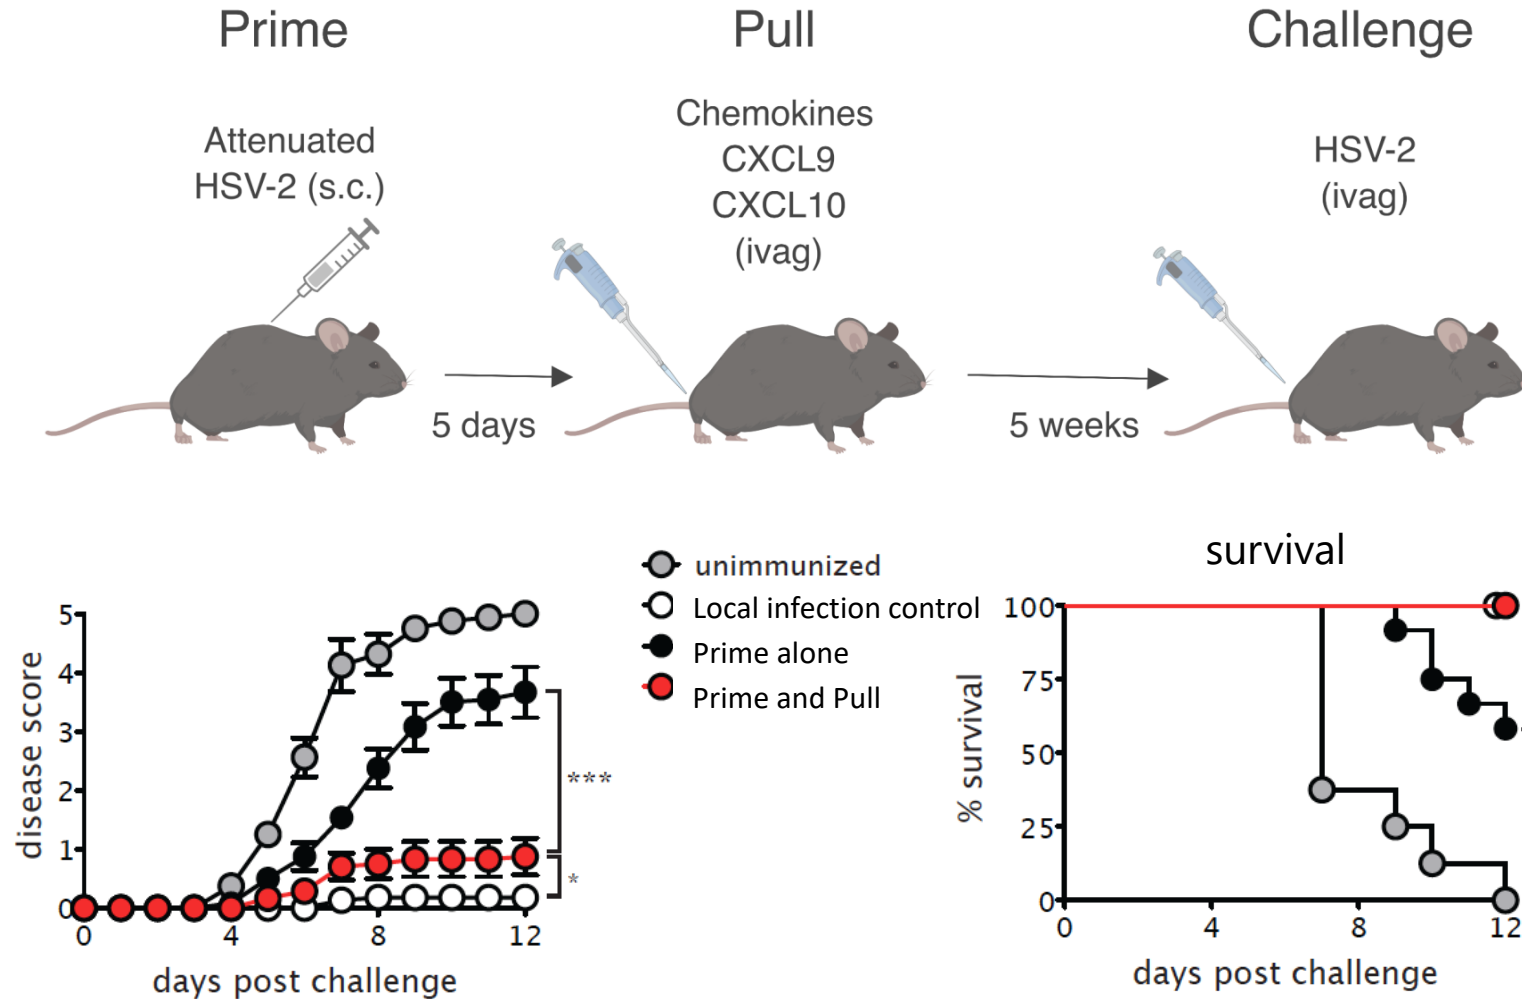 Prime
Pull
Challenge
Attenuated
HSV-2 (s.c.)
Chemokines
CXCL9
CXCL10
(ivag)
HSV-2
(ivag)
5 days
5 weeks
unimmunized
Local infection control
Prime alone
Prime and Pull
disease score
5
4
3
2
1
0
0
4
8
12
days post challenge
***
*
survival
% survival
100
75
50
25
0
0
4
8
12
days post challenge